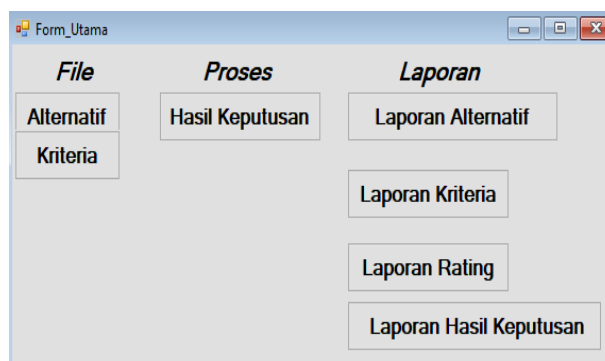 Form_Utama
File Proses Laporan
Alternatif Hasil Keputusan Laporan Alternatif
Kriteria
Laporan Kriteria
Laporan Rating
Laporan Hasil Keputusan